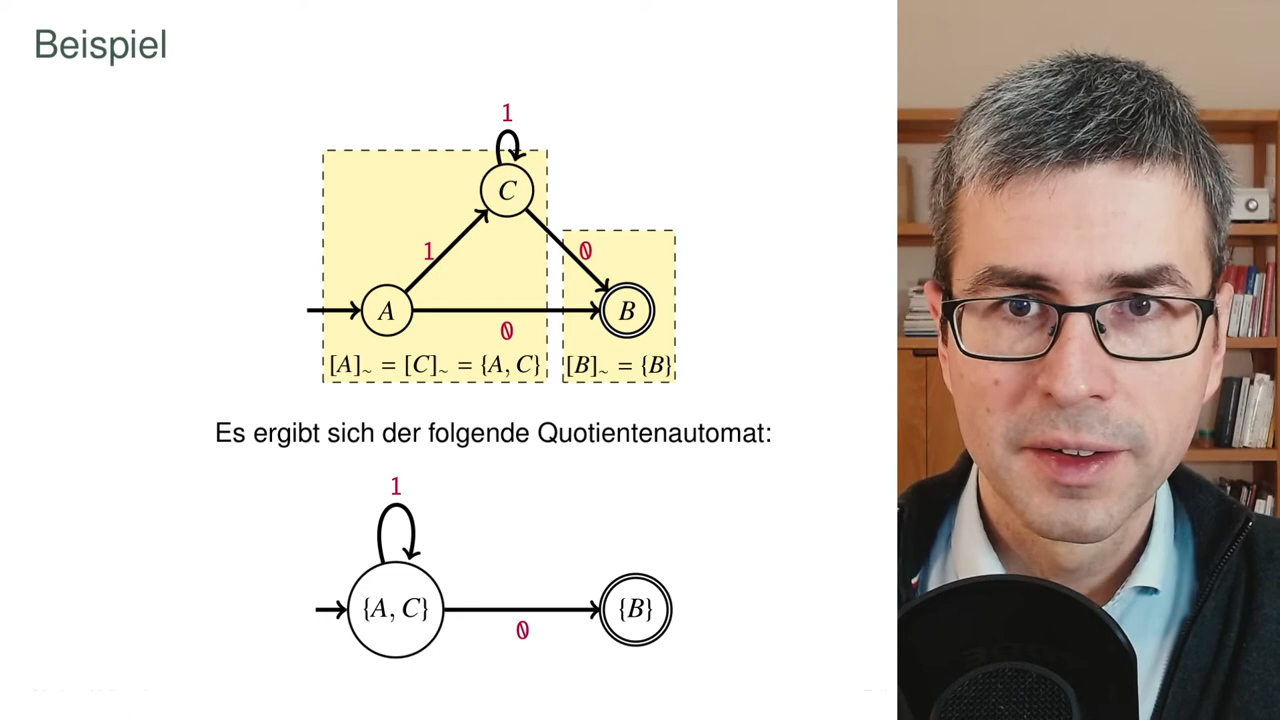 Beispiel
1
C
1
0
A
B
0
[A]~ = [C]~ = {A, C}
[B]~ = {B}
Es ergibt sich der folgende Quotientenautomat:
1
{A, C}
{B}
0